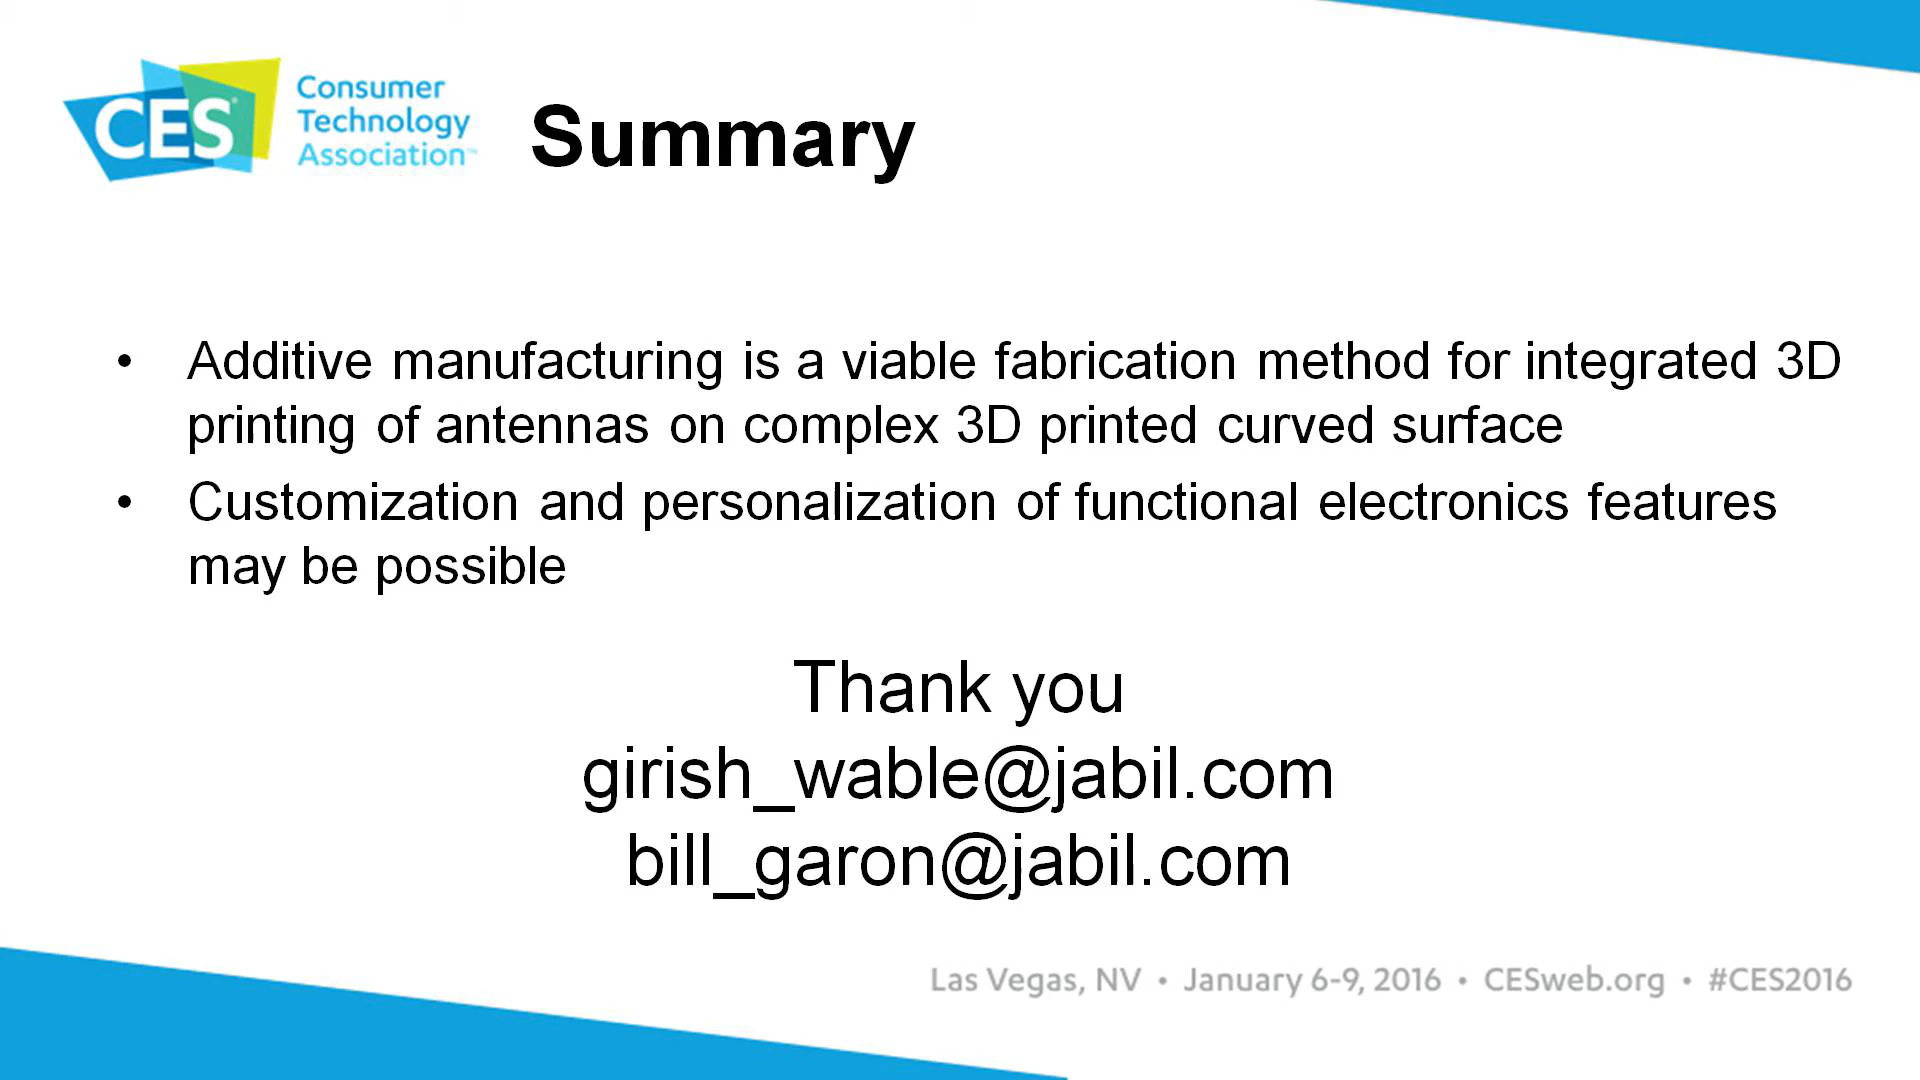 CES
Consumer
Technology
Association™
Summary
• Additive manufacturing is a viable fabrication method for integrated 3D
printing of antennas on complex 3D printed curved surface
• Customization and personalization of functional electronics features
may be possible
Thank you
girish_wable@jabil.com
bill_garon@jabil.com
Las Vegas, NV • January 6-9, 2016 • CESweb.org • #CES2016